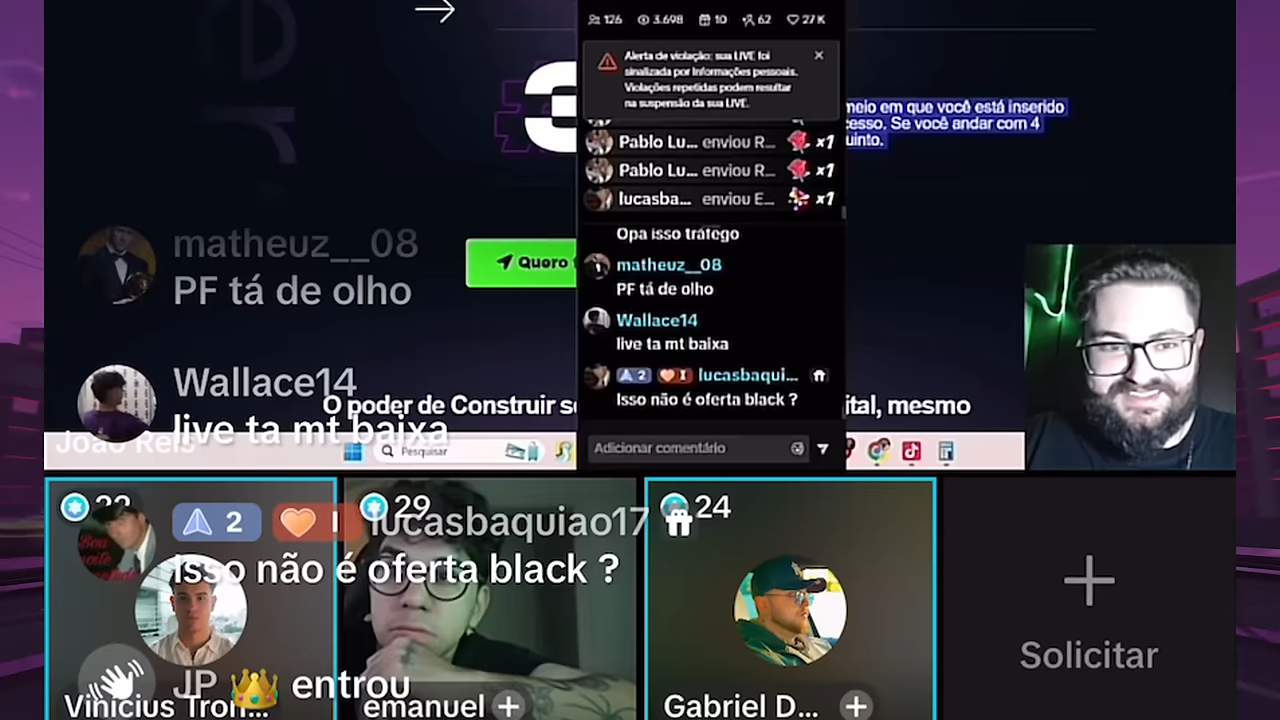 126 3.698 10 62 27 K
Alerta de violação: sua LIVE foi
sinalizada por Informações pessoais.
Violações repetidas podem resultar
na suspensão da sua LIVE.
Pablo Lu... enviou R... x1
Pablo Lu... enviou R... x1
lucasba... enviou E... x1
Opa isso tráfego
matheuz__08
PF tá de olho
Wallace14
live ta mt baixa
2 I lucasbaqui...
Isso não é oferta black ?
Adicionar comentário
3
meio em que você está inserido
cesso. Se você andar com 4
uinto.
Quero
matheuz__08
PF tá de olho
Wallace14
live ta mt baixa
O poder de Construir
ital, mesmo
João Reis
Pesquisar
22
29
24
2 I lucasbaquiao17
Isso não é oferta black ?
JP 👑 entrou
Vinicius Tron...
emanuel
Gabriel D...
Solicitar